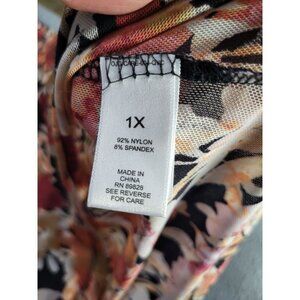 1X
92% NYLON
8% SPANDEX
MADE IN
CHINA
RN 89828
SEE REVERSE
FOR CARE